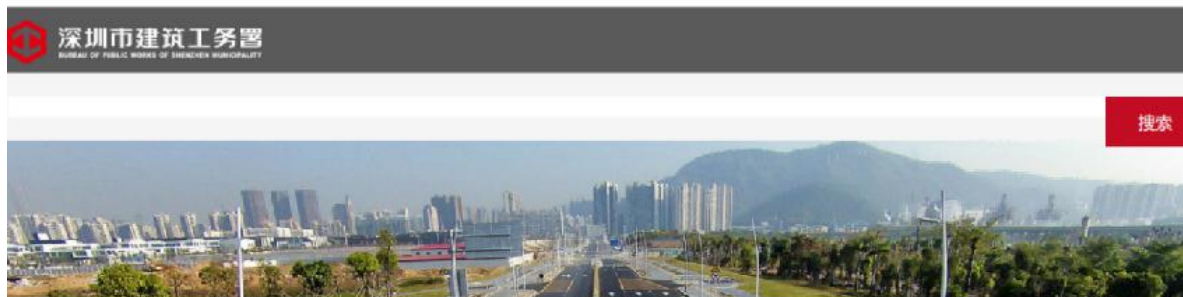 深圳市建筑工务署
BUREAU OF PUBLIC WORKS OF SHENZHEN MUNICIPALITY
搜索